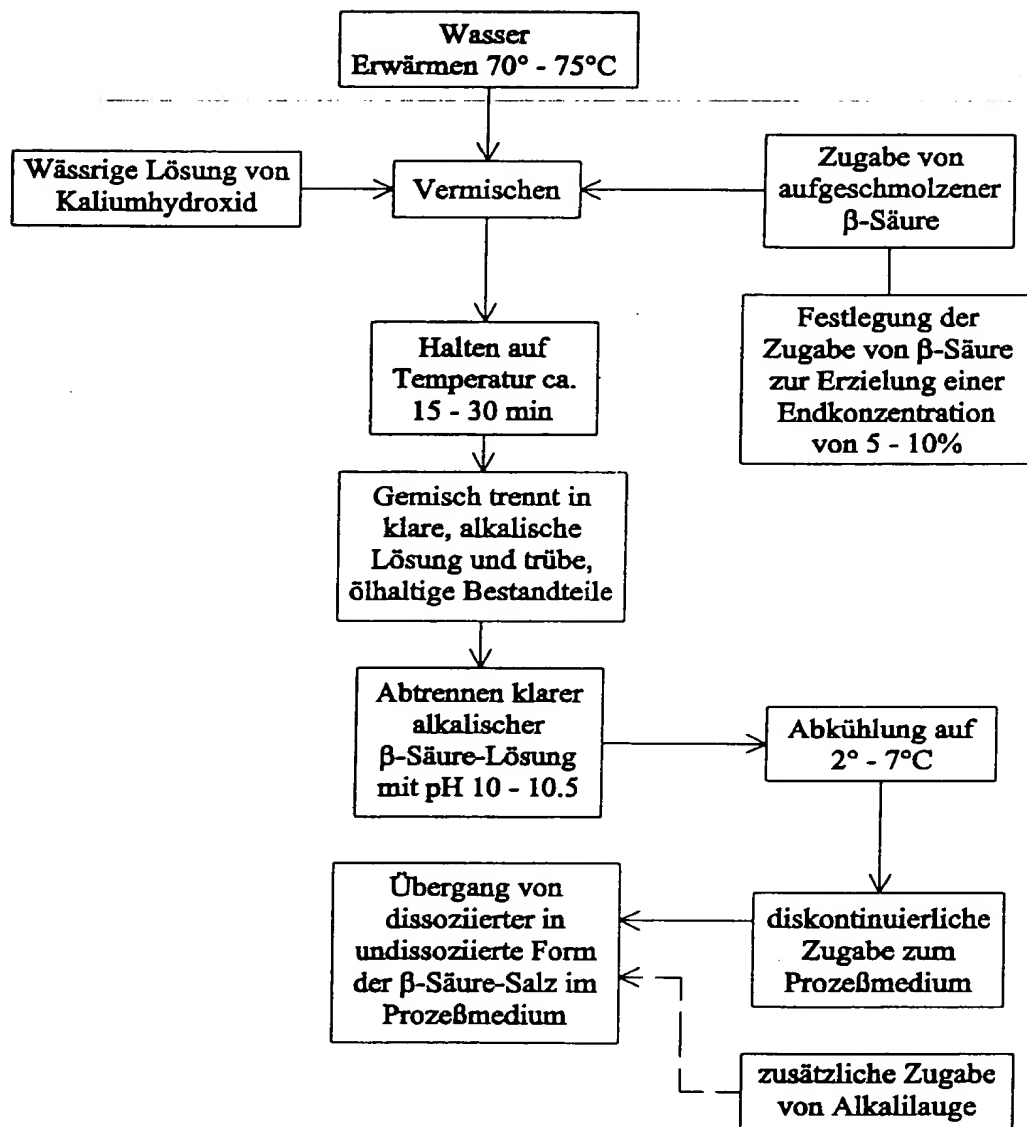 Wasser
Erwärmen 70° - 75°C
Wässrige Lösung von
Kaliumhydroxid
Vermischen
Zugabe von
aufgeschmolzener
β-Säure
Festlegung der
Zugabe von β-Säure
zur Erzielung einer
Endkonzentration
von 5 - 10%
Halten auf
Temperatur ca.
15 - 30 min
Gemisch trennt in
klare, alkalische
Lösung und trübe,
ölhaltige Bestandteile
Abtrennen klarer
alkalischer
β-Säure-Lösung
mit pH 10 - 10.5
Abkühlung auf
2° - 7°C
Übergang von
dissoziierter in
undissoziierte Form
der β-Säure-Salz im
Prozeßmedium
diskontinuierliche
Zugabe zum
Prozeßmedium
zusätzliche Zugabe
von Alkalilauge